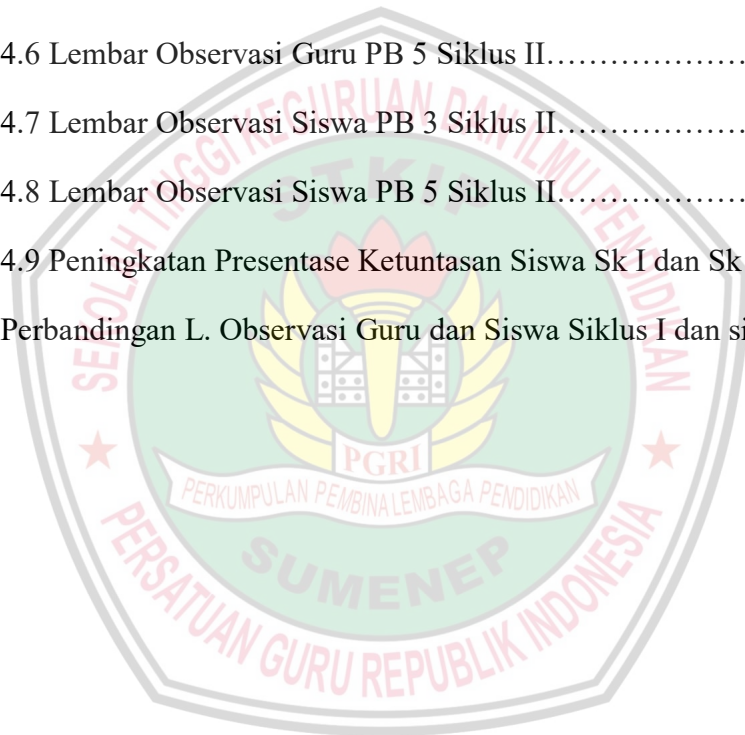 4.6 Lembar Observasi Guru PB 5 Siklus II…………………
4.7 Lembar Observasi Siswa PB 3 Siklus II…………………
4.8 Lembar Observasi Siswa PB 5 Siklus II…………………
4.9 Peningkatan Presentase Ketuntasan Siswa Sk I dan Sk
Perbandingan L. Observasi Guru dan Siswa Siklus I dan si
SEKOLAH TINGGI KEGURUAN DAN ILMU PENDIDIKAN
STKIP
PGRI
PERKUMPULAN PEMBINA LEMBAGA PENDIDIKAN
SUMENEP
PERSATUAN GURU REPUBLIK INDONESIA